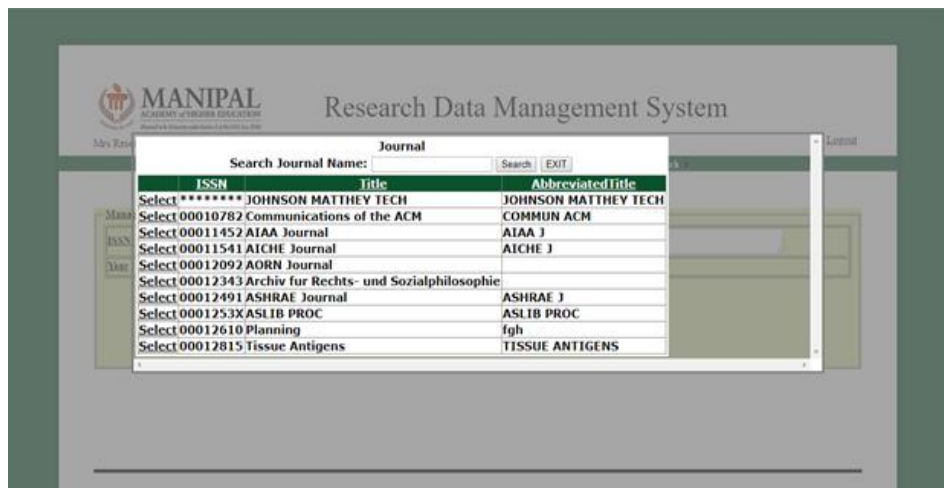 MANIPAL
ACADEMY of HIGHER EDUCATION
Research Data Management System
Mrs Logout
Journal
Search Journal Name: Search EXIT
ISSN Title AbbreviatedTitle
Select ******** JOHNSON MATTHEY TECH JOHNSON MATTHEY TECH
Select 00010782 Communications of the ACM COMMUN ACM
Select 00011452 AIAA Journal AIAA J
Select 00011541 AICHE Journal AICHE J
Select 00012092 AORN Journal
Select 00012343 Archiv fur Rechts- und Sozialphilosophie
Select 00012491 ASHRAE Journal ASHRAE J
Select 0001253X ASLIB PROC ASLIB PROC
Select 00012610 Planning fgh
Select 00012815 Tissue Antigens TISSUE ANTIGENS
ISSN
Year